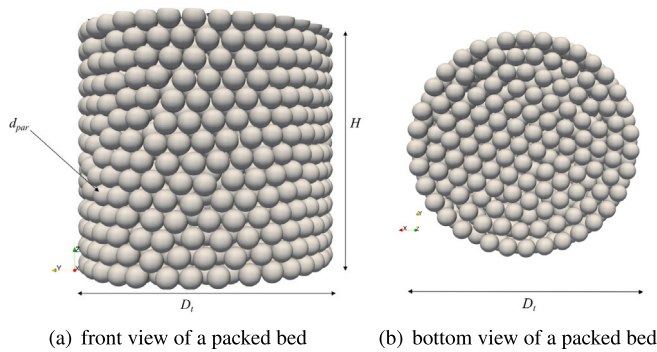 d_par
H
D_t
(a) front view of a packed bed
Y
Z
D_t
(b) bottom view of a packed bed
X
Z